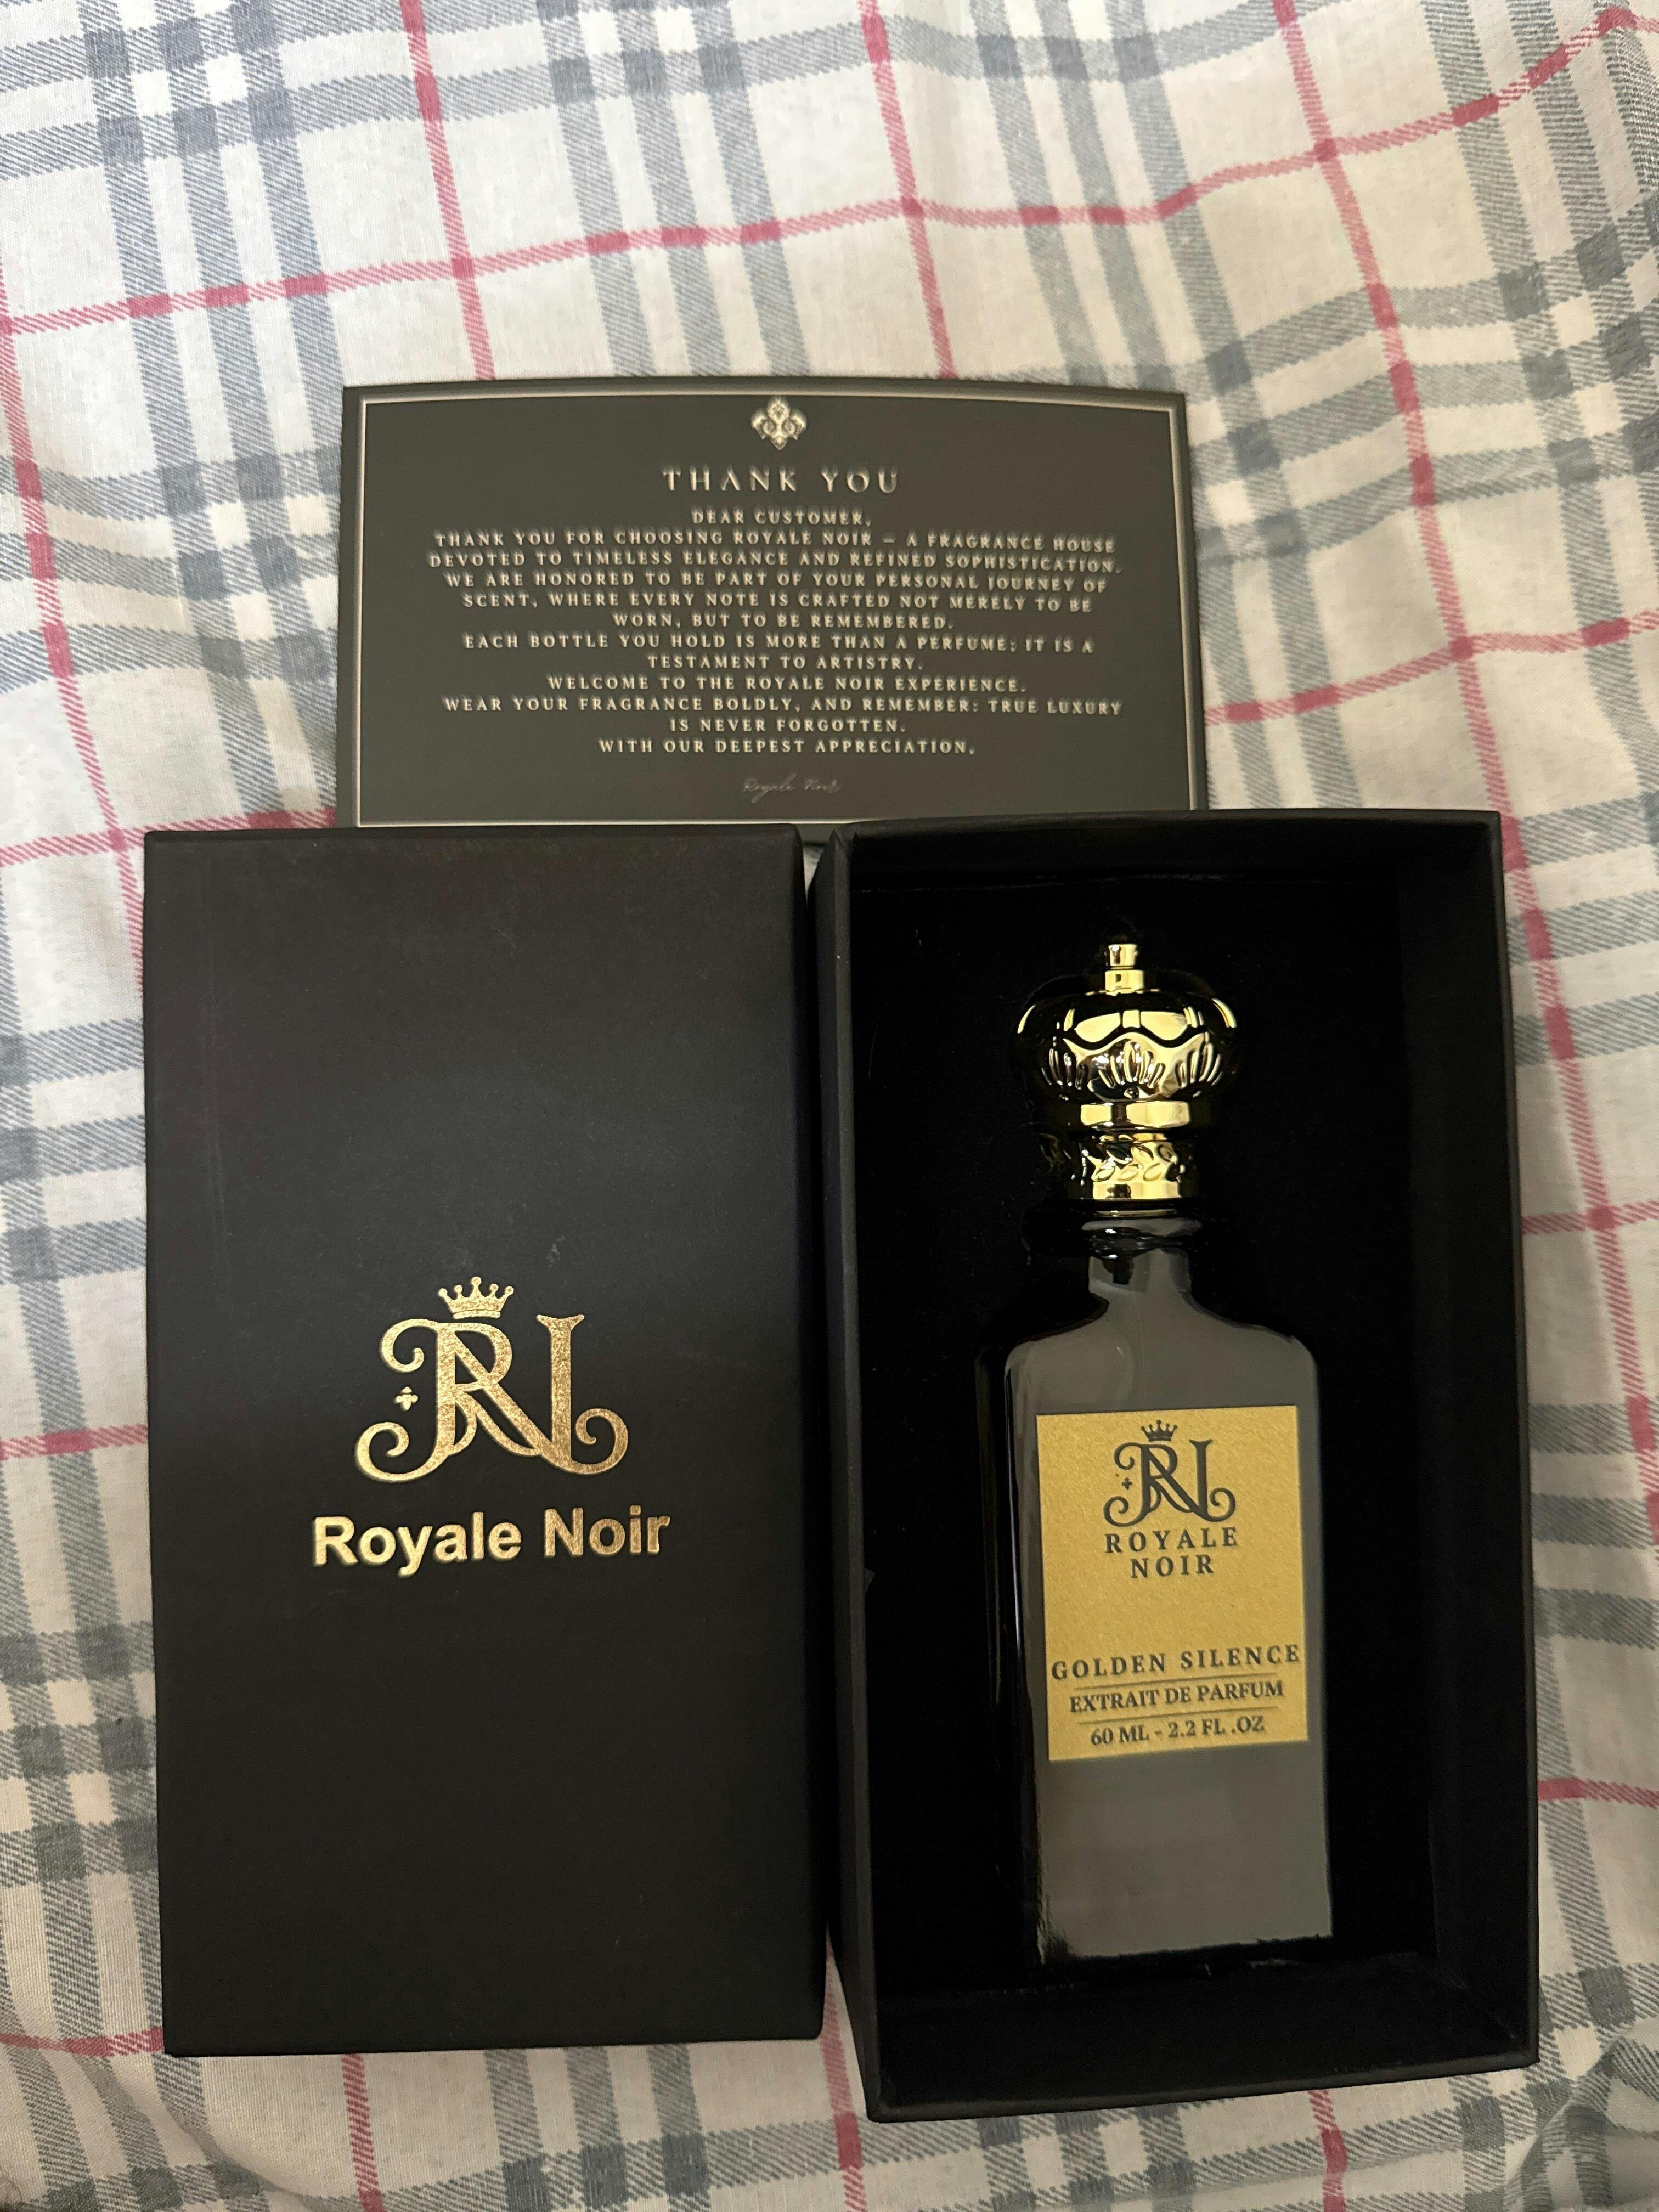 THANK YOU
DEAR CUSTOMER,
THANK YOU FOR CHOOSING ROYALE NOIR – A FRAGRANCE HOUSE
DEVOTED TO TIMELESS ELEGANCE AND REFINED SOPHISTICATION.
WE ARE HONORED TO BE PART OF YOUR PERSONAL JOURNEY OF
SCENT, WHERE EVERY NOTE IS CRAFTED NOT MERELY TO BE
WORN, BUT TO BE REMEMBERED.
EACH BOTTLE YOU HOLD IS MORE THAN A PERFUME; IT IS A
TESTAMENT TO ARTISTRY.
WELCOME TO THE ROYALE NOIR EXPERIENCE.
WEAR YOUR FRAGRANCE BOLDLY, AND REMEMBER: TRUE LUXURY
IS NEVER FORGOTTEN.
WITH OUR DEEPEST APPRECIATION,
Royale Noir
RN
Royale Noir
RN
ROYALE
NOIR
GOLDEN SILENCE
EXTRAIT DE PARFUM
60 ML - 2.2 FL .OZ